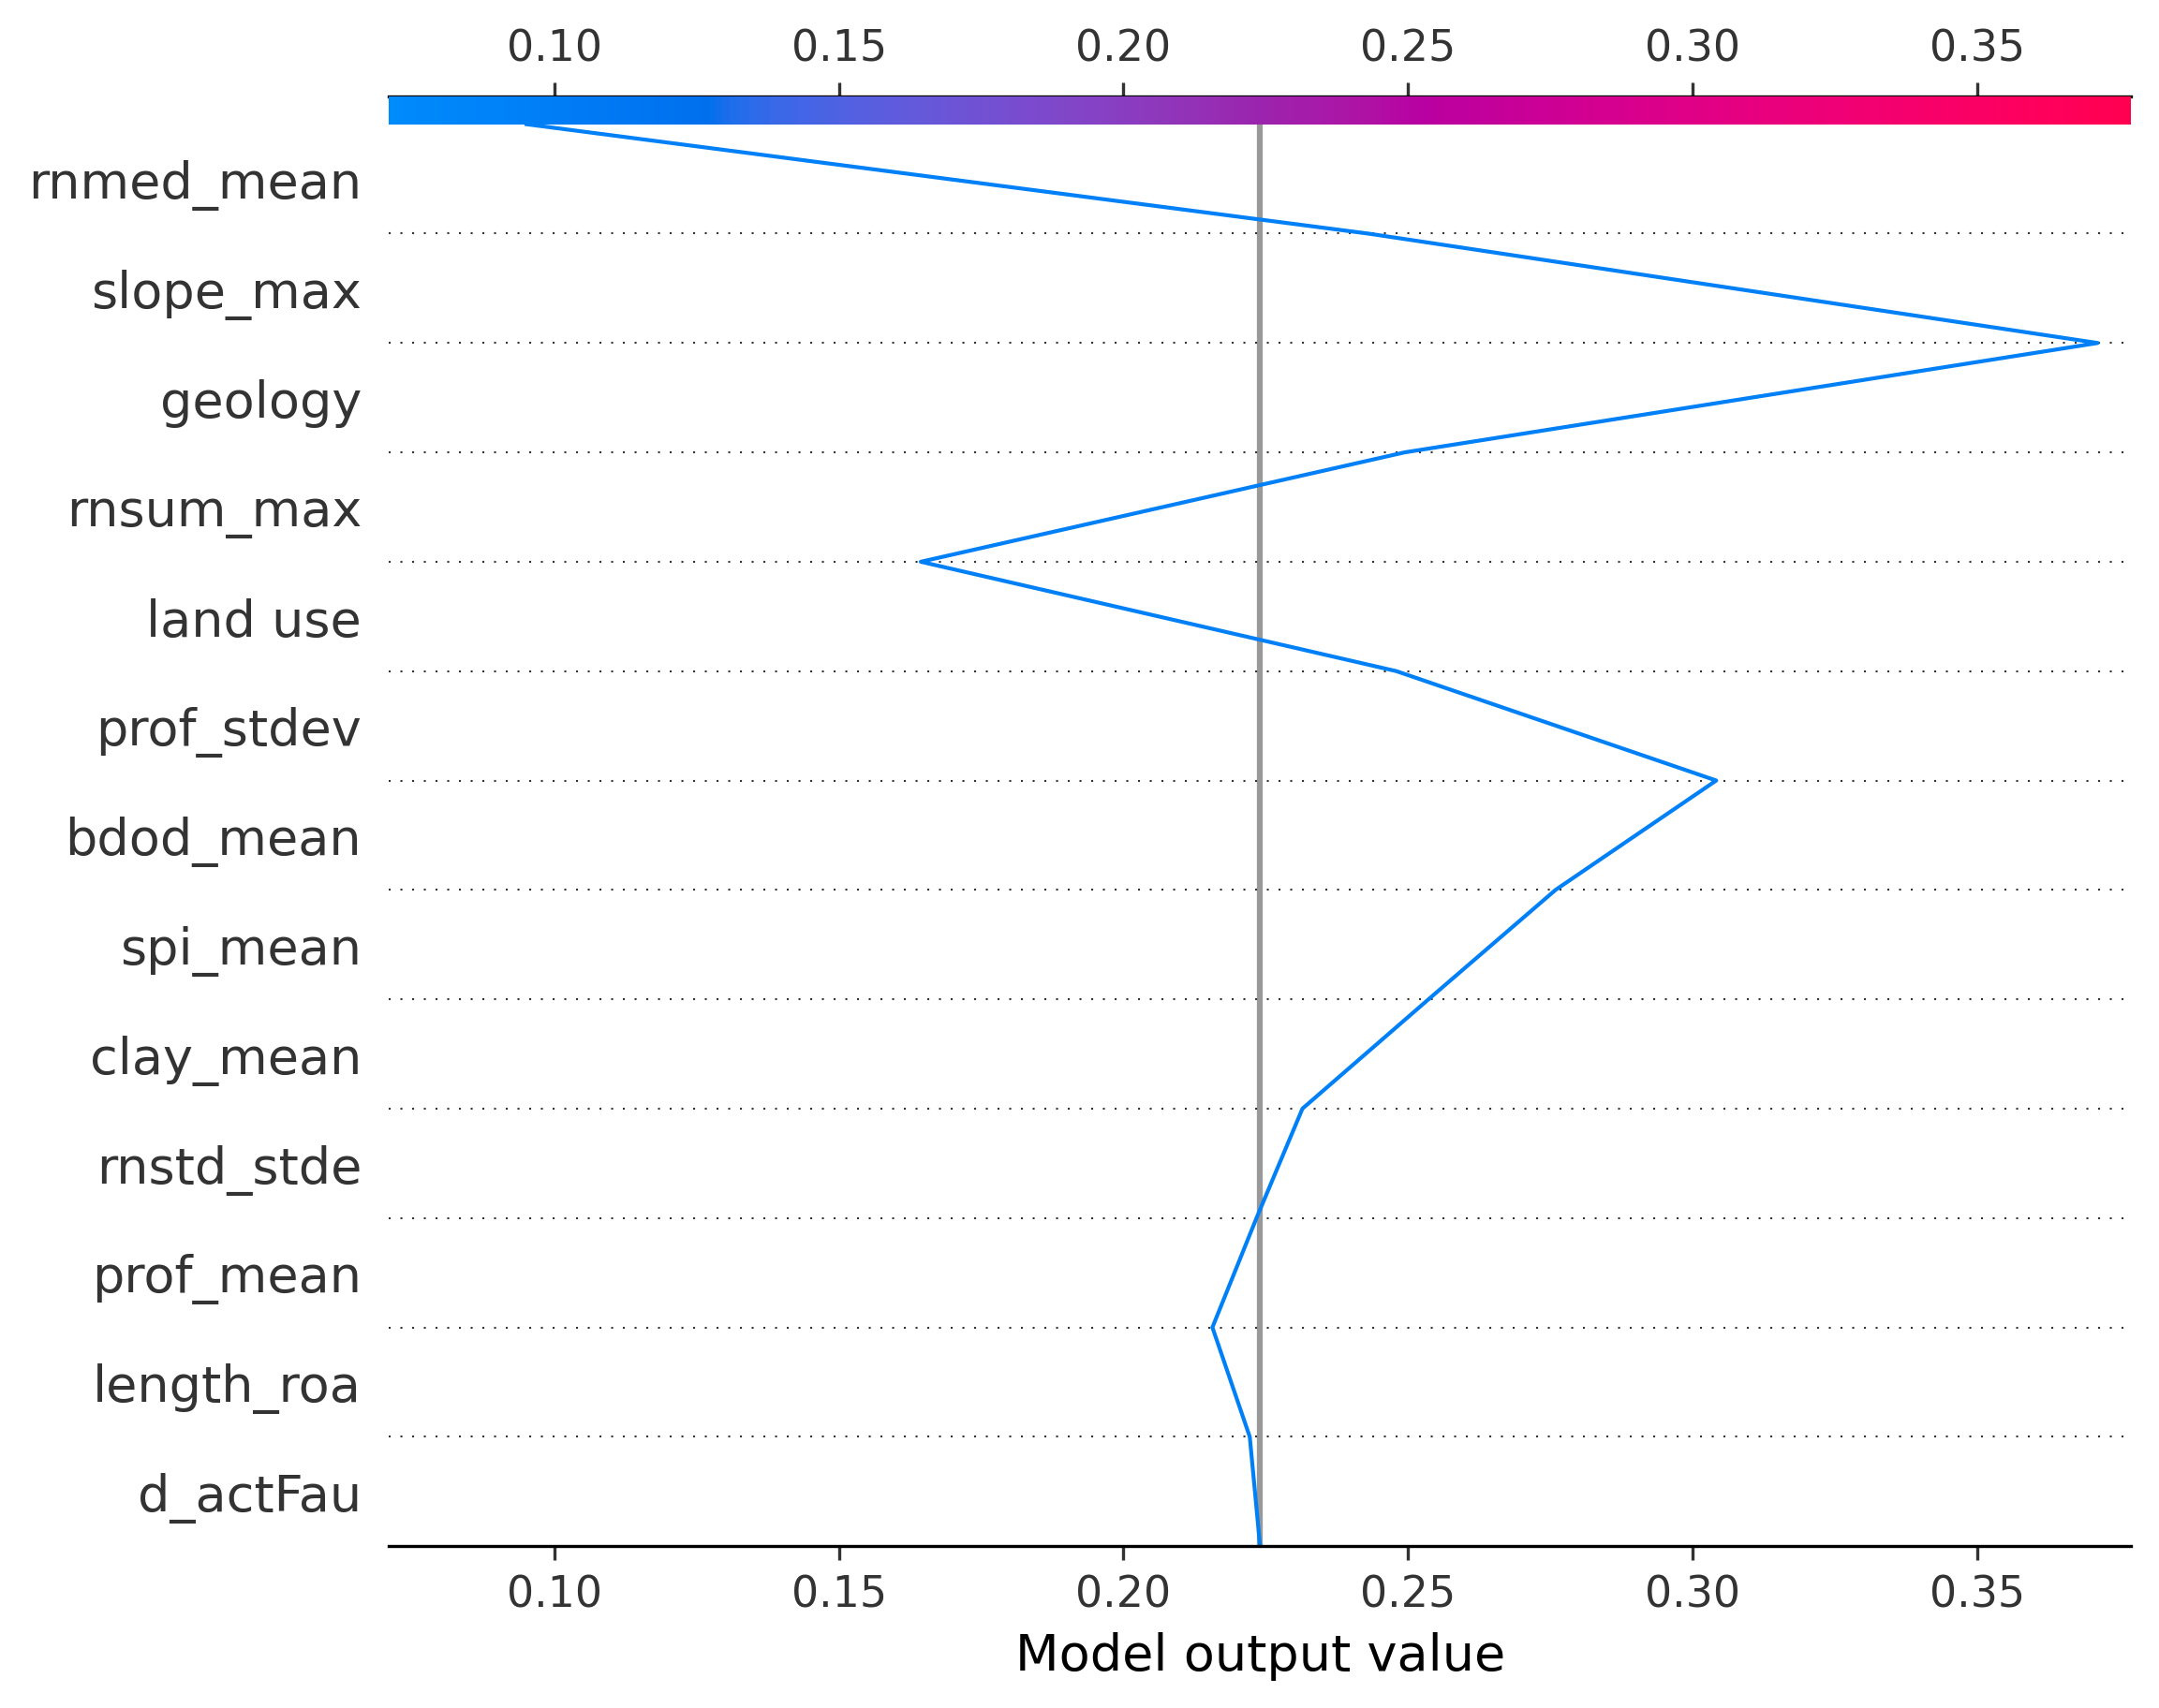 0.10 0.15 0.20 0.25 0.30 0.35
rnmed_mean
slope_max
geology
rnsum_max
land use
prof_stdev
bdod_mean
spi_mean
clay_mean
rnstd_stde
prof_mean
length_roa
d_actFau
0.10 0.15 0.20 0.25 0.30 0.35
Model output value